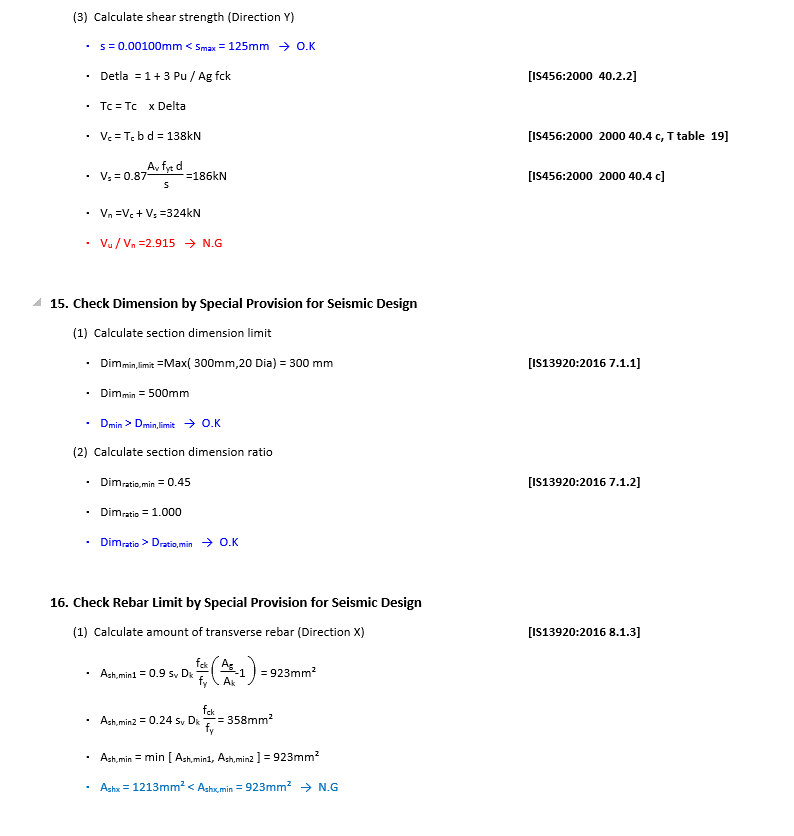 (3) Calculate shear strength (Direction Y)
· s = 0.00100mm < smax = 125mm → O.K
· Detla = 1 + 3 Pu / Ag fck [IS456:2000 40.2.2]
· Tc = Tc x Delta
· Vc = Tc b d = 138kN [IS456:2000 2000 40.4 c, T table 19]
· Vs = 0.87 Av fyt d / s =186kN [IS456:2000 2000 40.4 c]
· Vn =Vc + Vs =324kN
· Vu / Vn =2.915 → N.G
15. Check Dimension by Special Provision for Seismic Design
(1) Calculate section dimension limit
· Dimmin,limit =Max( 300mm,20 Dia) = 300 mm [IS13920:2016 7.1.1]
· Dimmin = 500mm
· Dmin > Dmin,limit → O.K
(2) Calculate section dimension ratio
· Dimratio,min = 0.45 [IS13920:2016 7.1.2]
· Dimratio = 1.000
· Dimratio > Dratio,min → O.K
16. Check Rebar Limit by Special Provision for Seismic Design
(1) Calculate amount of transverse rebar (Direction X) [IS13920:2016 8.1.3]
· Ash,min1 = 0.9 sv Dk fck / fy ( Ag / Ak -1 ) = 923mm²
· Ash,min2 = 0.24 sv Dk fck / fy = 358mm²
· Ash,min = min [ Ash,min1, Ash,min2 ] = 923mm²
· Ashx = 1213mm² < Ashx,min = 923mm² → N.G